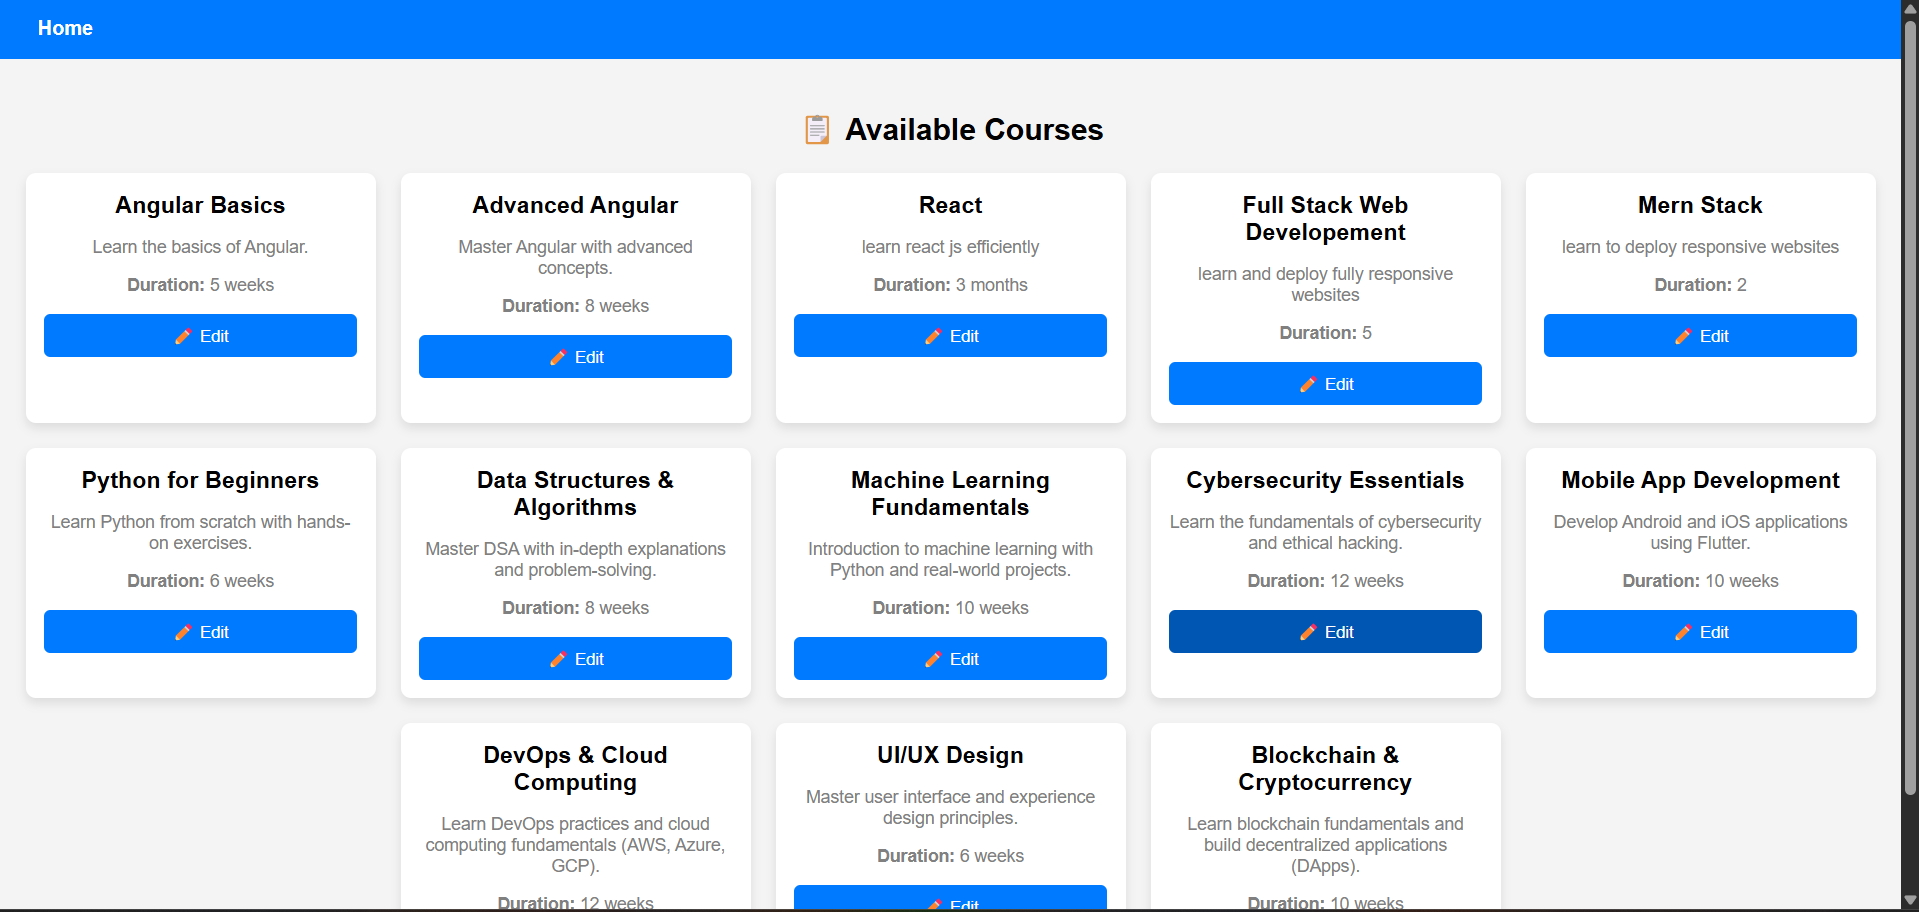 Home
Available Courses
Angular Basics
Learn the basics of Angular.
Duration: 5 weeks
Edit
Advanced Angular
Master Angular with advanced
concepts.
Duration: 8 weeks
Edit
React
learn react js efficiently
Duration: 3 months
Edit
Full Stack Web
Developement
learn and deploy fully responsive
websites
Duration: 5
Edit
Mern Stack
learn to deploy responsive websites
Duration: 2
Edit
Python for Beginners
Learn Python from scratch with hands-
on exercises.
Duration: 6 weeks
Edit
Data Structures &
Algorithms
Master DSA with in-depth explanations
and problem-solving.
Duration: 8 weeks
Edit
Machine Learning
Fundamentals
Introduction to machine learning with
Python and real-world projects.
Duration: 10 weeks
Edit
Cybersecurity Essentials
Learn the fundamentals of cybersecurity
and ethical hacking.
Duration: 12 weeks
Edit
Mobile App Development
Develop Android and iOS applications
using Flutter.
Duration: 10 weeks
Edit
DevOps & Cloud
Computing
Learn DevOps practices and cloud
computing fundamentals (AWS, Azure,
GCP).
Duration: 12 weeks
UI/UX Design
Master user interface and experience
design principles.
Duration: 6 weeks
Edit
Blockchain &
Cryptocurrency
Learn blockchain fundamentals and
build decentralized applications
(DApps).
Duration: 10 weeks